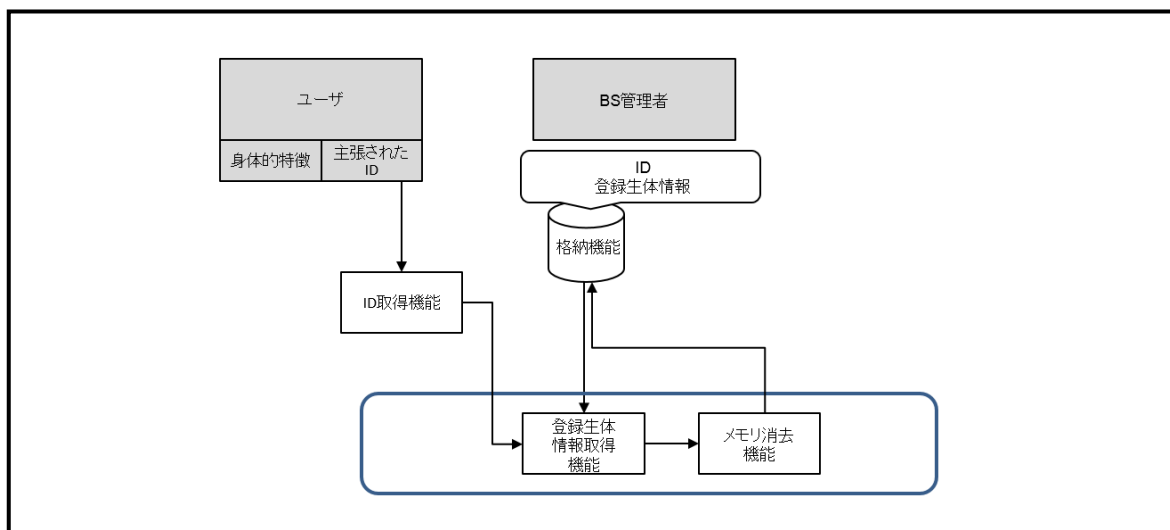 ユーザ
BS管理者
身体的特徴
主張された
ID
ID
登録生体情報
格納機能
ID取得機能
登録生体
情報取得
機能
メモリ消去
機能